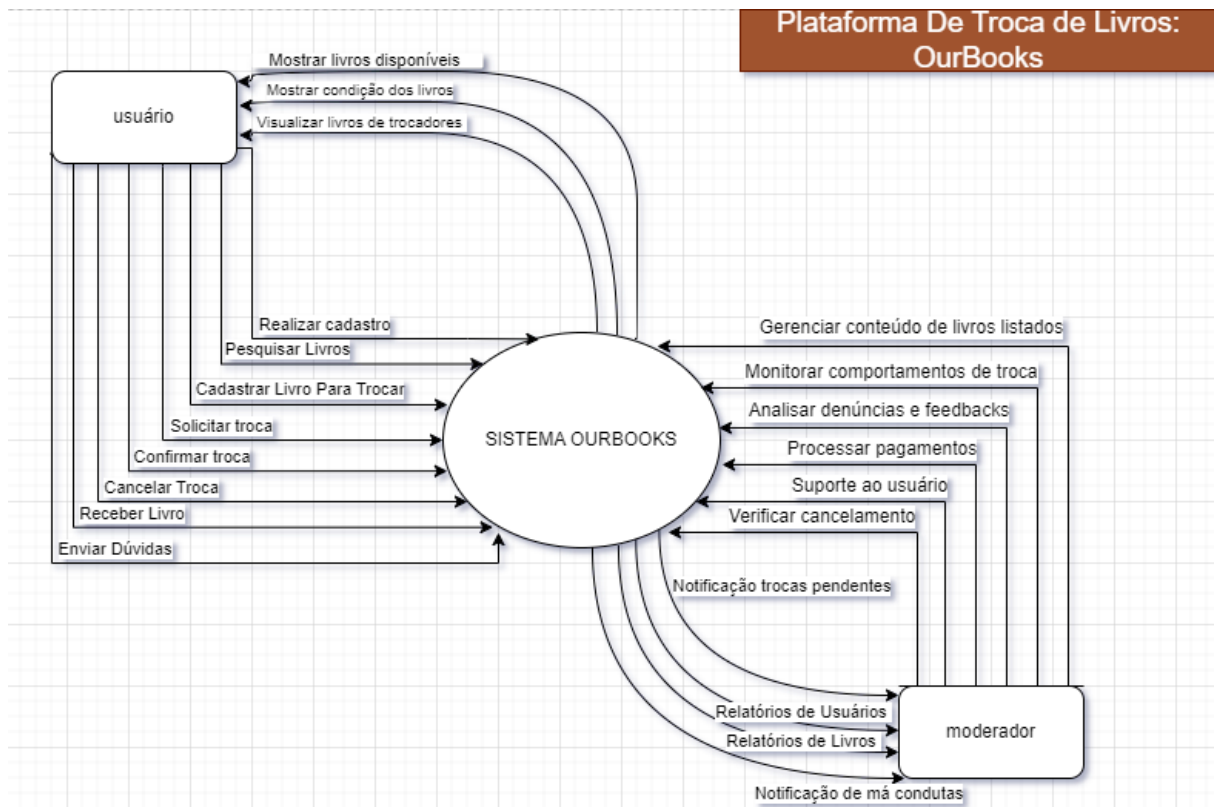 Plataforma De Troca de Livros:
OurBooks
Mostrar livros disponíveis
Mostrar condição dos livros
Visualizar livros de trocadores
usuário
Realizar cadastro
Pesquisar Livros
Cadastrar Livro Para Trocar
Solicitar troca
Confirmar troca
Cancelar Troca
Receber Livro
Enviar Dúvidas
SISTEMA OURBOOKS
Gerenciar conteúdo de livros listados
Monitorar comportamentos de troca
Analisar denúncias e feedbacks
Processar pagamentos
Suporte ao usuário
Verificar cancelamento
Notificação trocas pendentes
Relatórios de Usuários
Relatórios de Livros
Notificação de má condutas
moderador